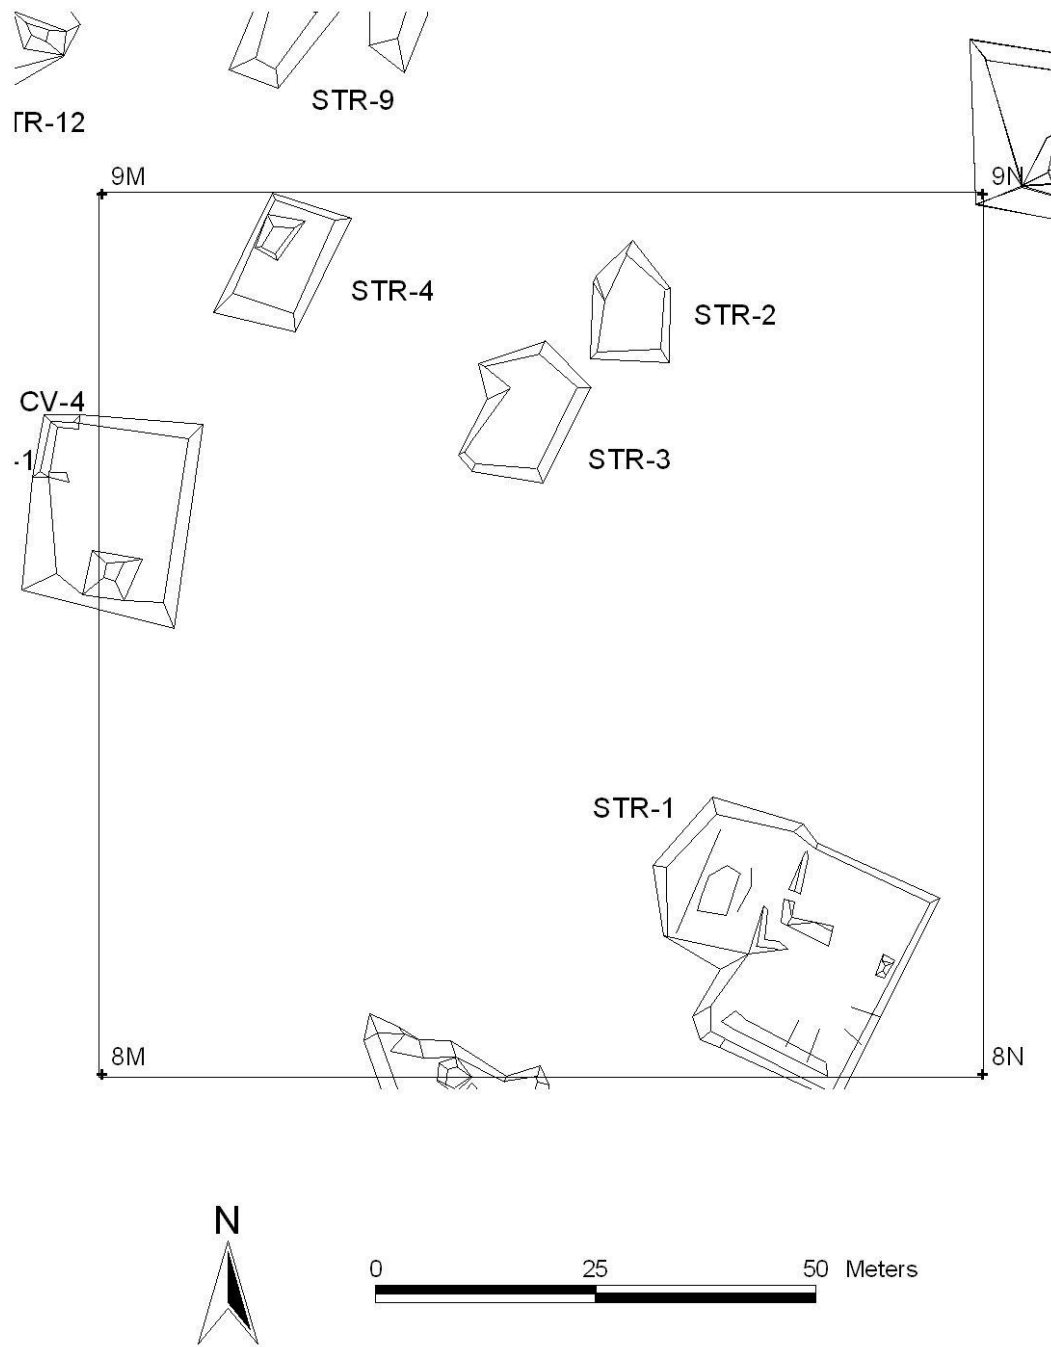 STR-9
TR-12
9M
9N
STR-4
STR-2
CV-4
-1
STR-3
STR-1
8M
8N
N
0 25 50 Meters